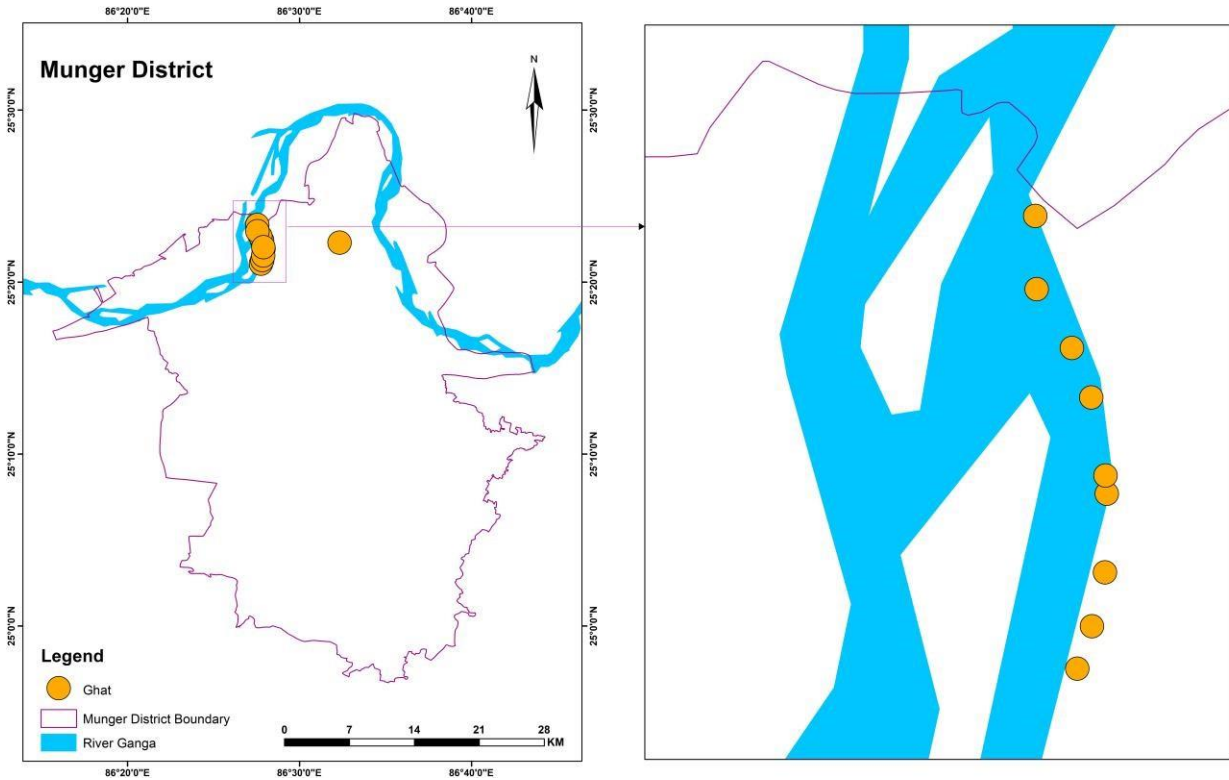 86°20'0"E
86°30'0"E
86°40'0"E
Munger District
N
25°30'0"N
25°30'0"N
25°20'0"N
25°20'0"N
25°10'0"N
25°10'0"N
25°0'0"N
25°0'0"N
Legend
Ghat
Munger District Boundary
River Ganga
0 7 14 21 28
KM
86°20'0"E
86°30'0"E
86°40'0"E